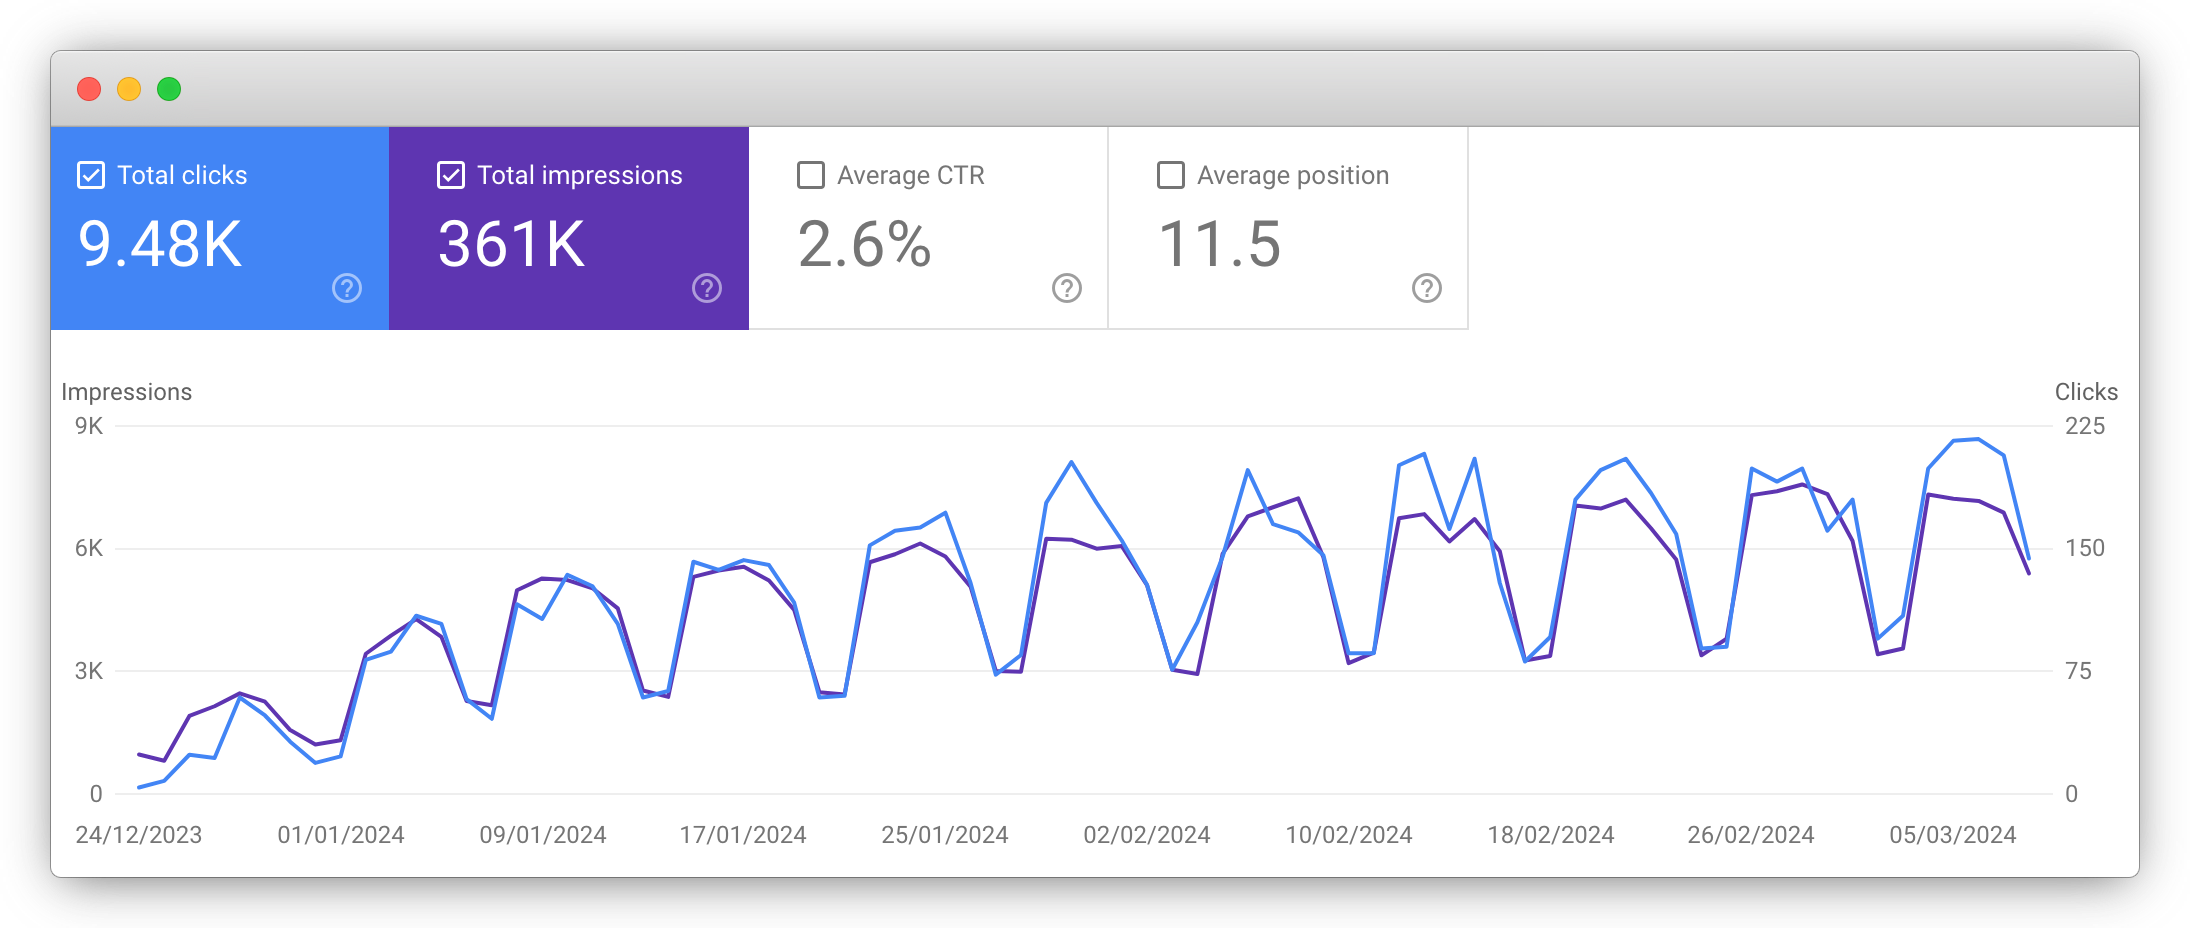 Total clicks
9.48K
Total impressions
361K
Average CTR
2.6%
Average position
11.5
Impressions
Clicks
9K
225
6K
150
3K
75
0
0
24/12/2023 01/01/2024 09/01/2024 17/01/2024 25/01/2024 02/02/2024 10/02/2024 18/02/2024 26/02/2024 05/03/2024